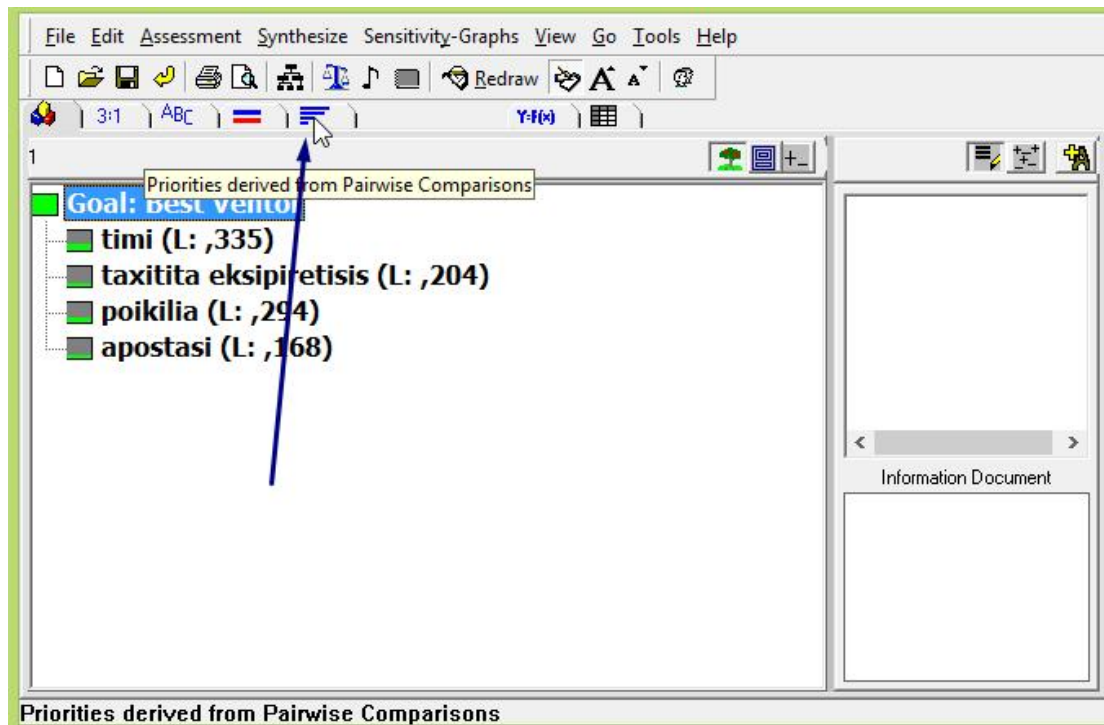 File Edit Assessment Synthesize Sensitivity-Graphs View Go Tools Help
Redraw A A
3:1 ABC Y=F(x)
1
Priorities derived from Pairwise Comparisons
Goal: Best Ventor
timi (L: ,335)
taxitita eksipiretisis (L: ,204)
poikilia (L: ,294)
apostasi (L: ,168)
Information Document
Priorities derived from Pairwise Comparisons